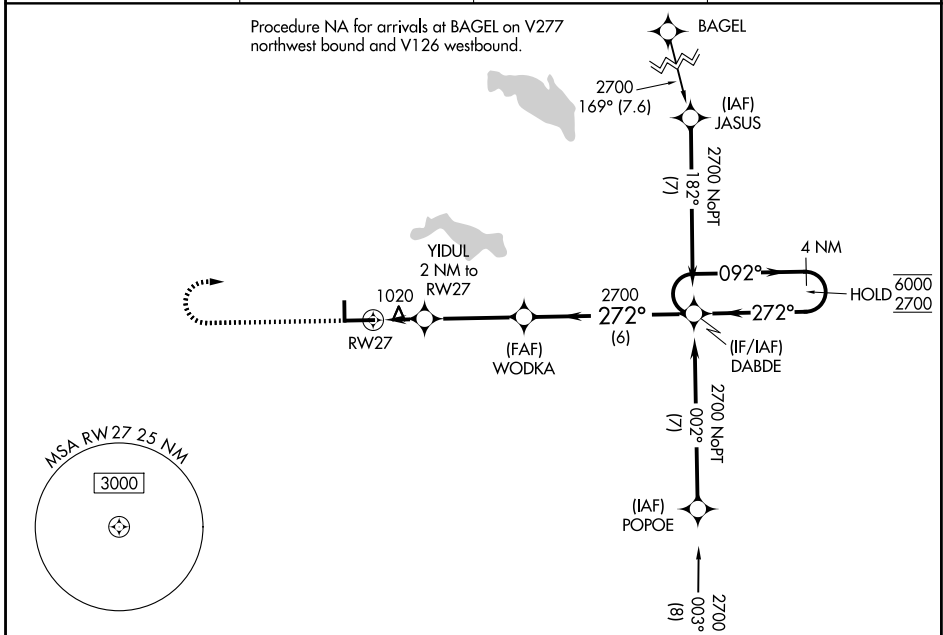 Procedure NA for arrivals at BAGEL on V277
northwest bound and V126 westbound.
BAGEL
2700
169° (7.6)
(IAF)
JASUS
2700 NoPT
182°
(7)
4 NM
092°
HOLD
6000
2700
272°
YIDUL
2 NM to
RW27
1020
RW27
(FAF)
WODKA
2700
272°
(6)
(IF/IAF)
DABDE
2700 NoPT
002°
(7)
(IAF)
POPOE
2700
003°
(8)
MSA RW27 25 NM
3000